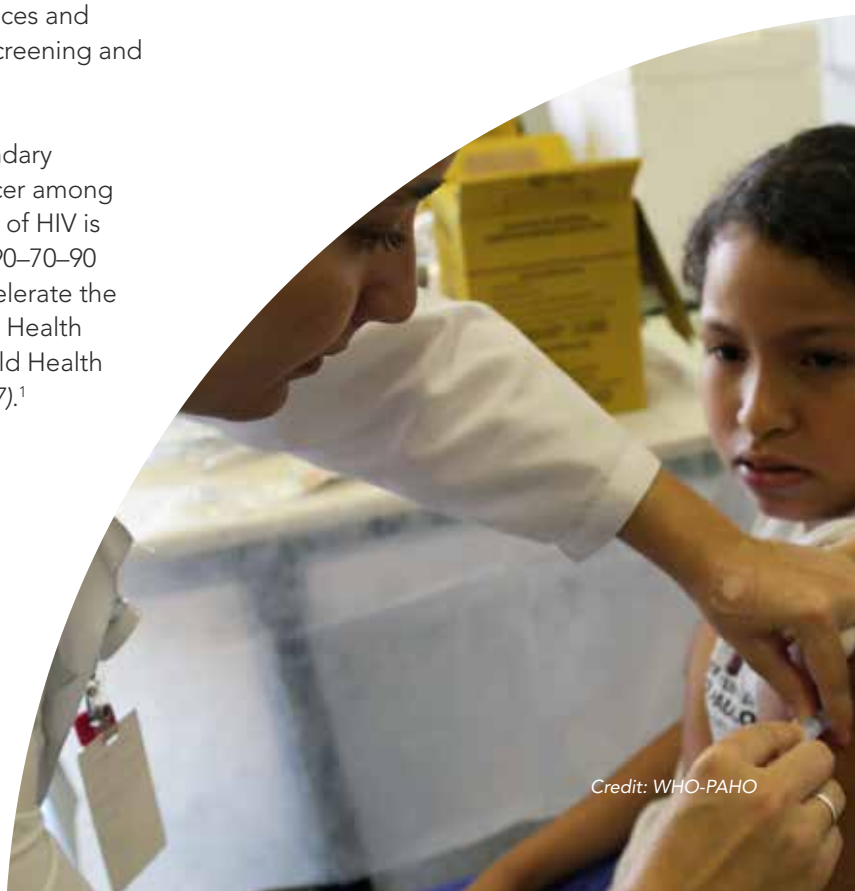 ces and
creening and
ndary
cer among
of HIV is
90–70–90
elerate the
Health
ld Health
7).¹
Credit: WHO-PAHO